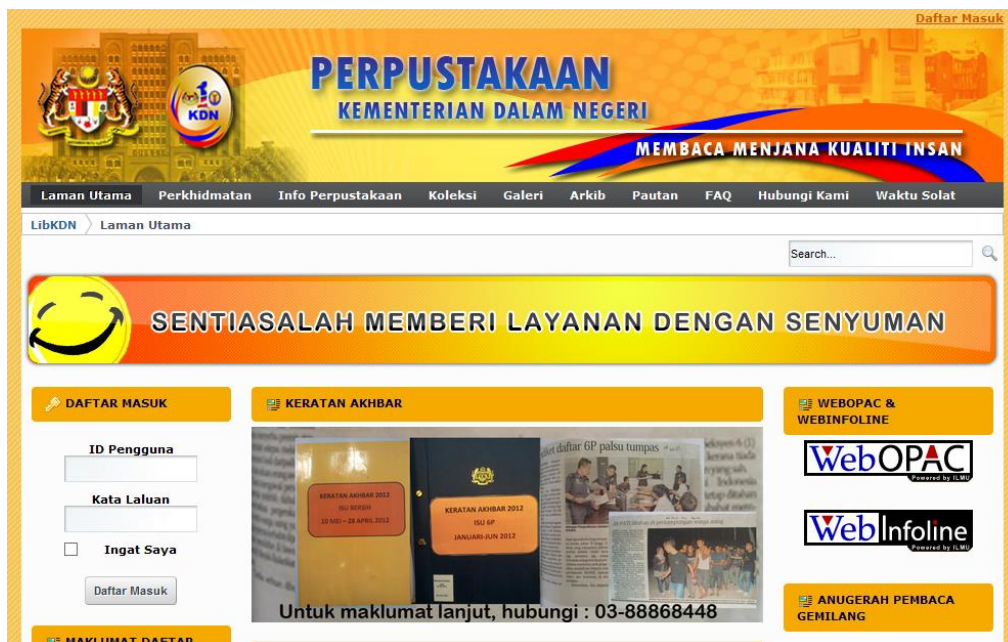 Daftar Masuk
KDN
PERPUSTAKAAN
KEMENTERIAN DALAM NEGERI
MEMBACA MENJANA KUALITI INSAN
Laman Utama Perkhidmatan Info Perpustakaan Koleksi Galeri Arkib Pautan FAQ Hubungi Kami Waktu Solat
LibKDN Laman Utama
Search...
SENTIASALAH MEMBERI LAYANAN DENGAN SENYUMAN
DAFTAR MASUK
ID Pengguna
Kata Laluan
Ingat Saya
Daftar Masuk
MAKLUMAT DAFTAR
KERATAN AKHBAR
daftar 6P palsu tumpas
KERATAN AKHBAR 2012
ISU BERSIH
10 MEI – 28 APRIL 2012
KERATAN AKHBAR 2012
ISU 6P
JANUARI-JUN 2012
Untuk maklumat lanjut, hubungi : 03-88868448
WEBOPAC &
WEBINFOLINE
WebOPAC
Powered by ILMU
WebInfoline
Powered by ILMU
ANUGERAH PEMBACA
GEMILANG